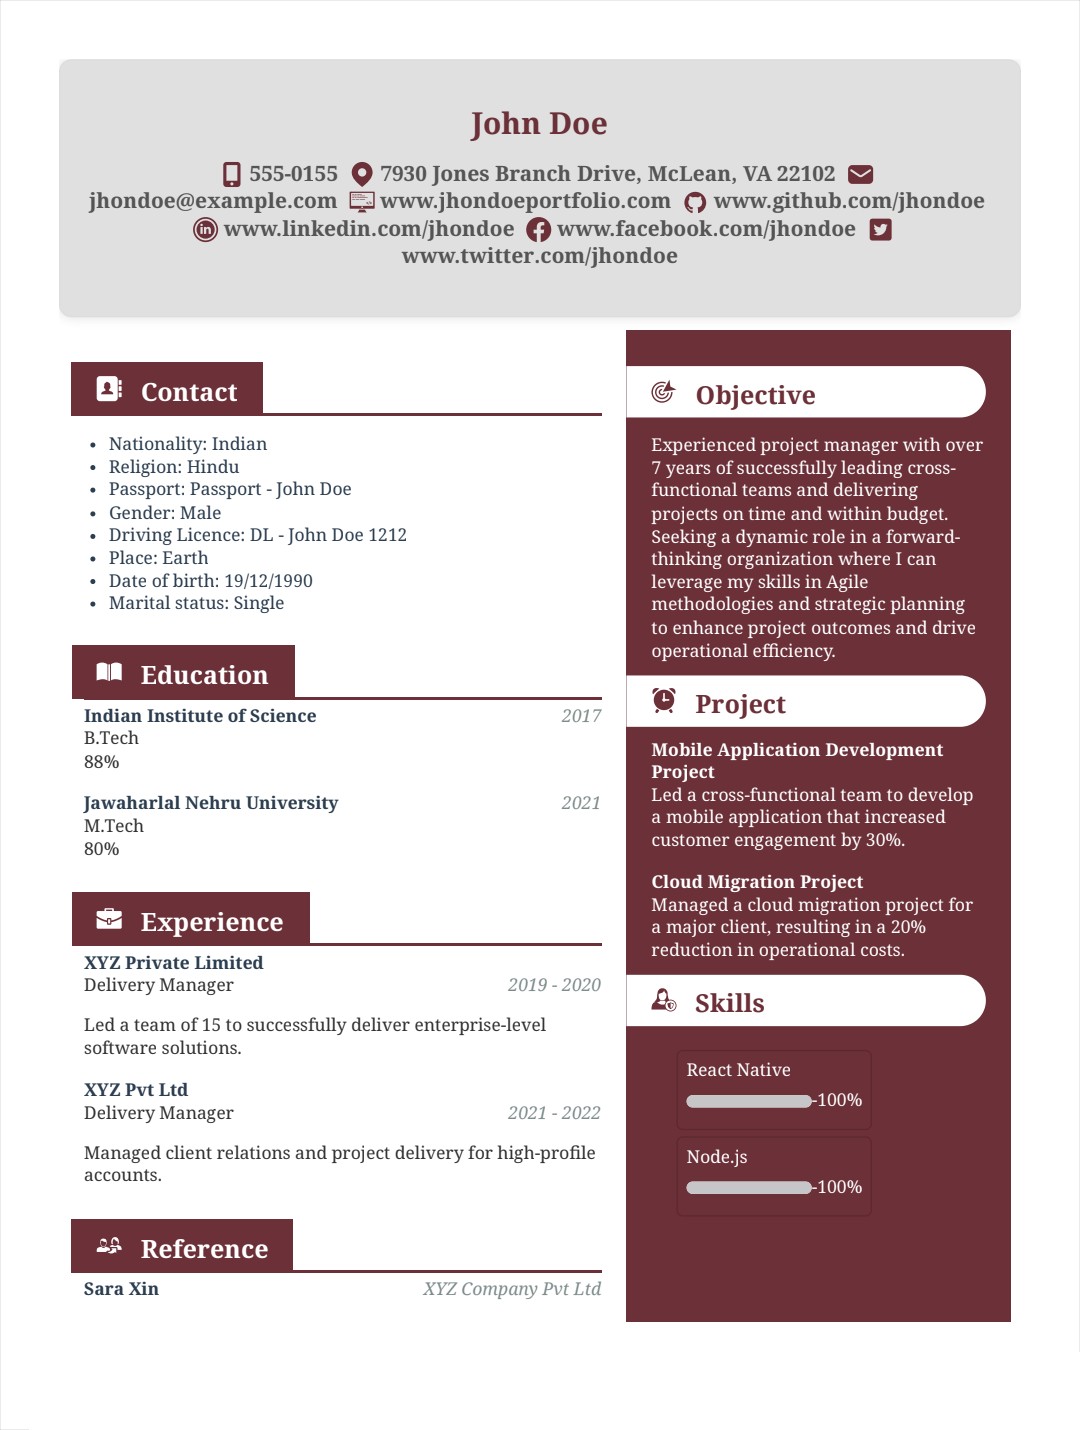 John Doe
555-0155 7930 Jones Branch Drive, McLean, VA 22102
jhondoe@example.com www.jhondoeportfolio.com www.github.com/jhondoe
www.linkedin.com/jhondoe www.facebook.com/jhondoe
www.twitter.com/jhondoe
Contact
• Nationality: Indian
• Religion: Hindu
• Passport: Passport - John Doe
• Gender: Male
• Driving Licence: DL - John Doe 1212
• Place: Earth
• Date of birth: 19/12/1990
• Marital status: Single
Education
Indian Institute of Science 2017
B.Tech
88%
Jawaharlal Nehru University 2021
M.Tech
80%
Experience
XYZ Private Limited
Delivery Manager 2019 - 2020
Led a team of 15 to successfully deliver enterprise-level
software solutions.
XYZ Pvt Ltd
Delivery Manager 2021 - 2022
Managed client relations and project delivery for high-profile
accounts.
Reference
Sara Xin XYZ Company Pvt Ltd
Objective
Experienced project manager with over
7 years of successfully leading cross-
functional teams and delivering
projects on time and within budget.
Seeking a dynamic role in a forward-
thinking organization where I can
leverage my skills in Agile
methodologies and strategic planning
to enhance project outcomes and drive
operational efficiency.
Project
Mobile Application Development
Project
Led a cross-functional team to develop
a mobile application that increased
customer engagement by 30%.
Cloud Migration Project
Managed a cloud migration project for
a major client, resulting in a 20%
reduction in operational costs.
Skills
React Native
-100%
Node.js
-100%